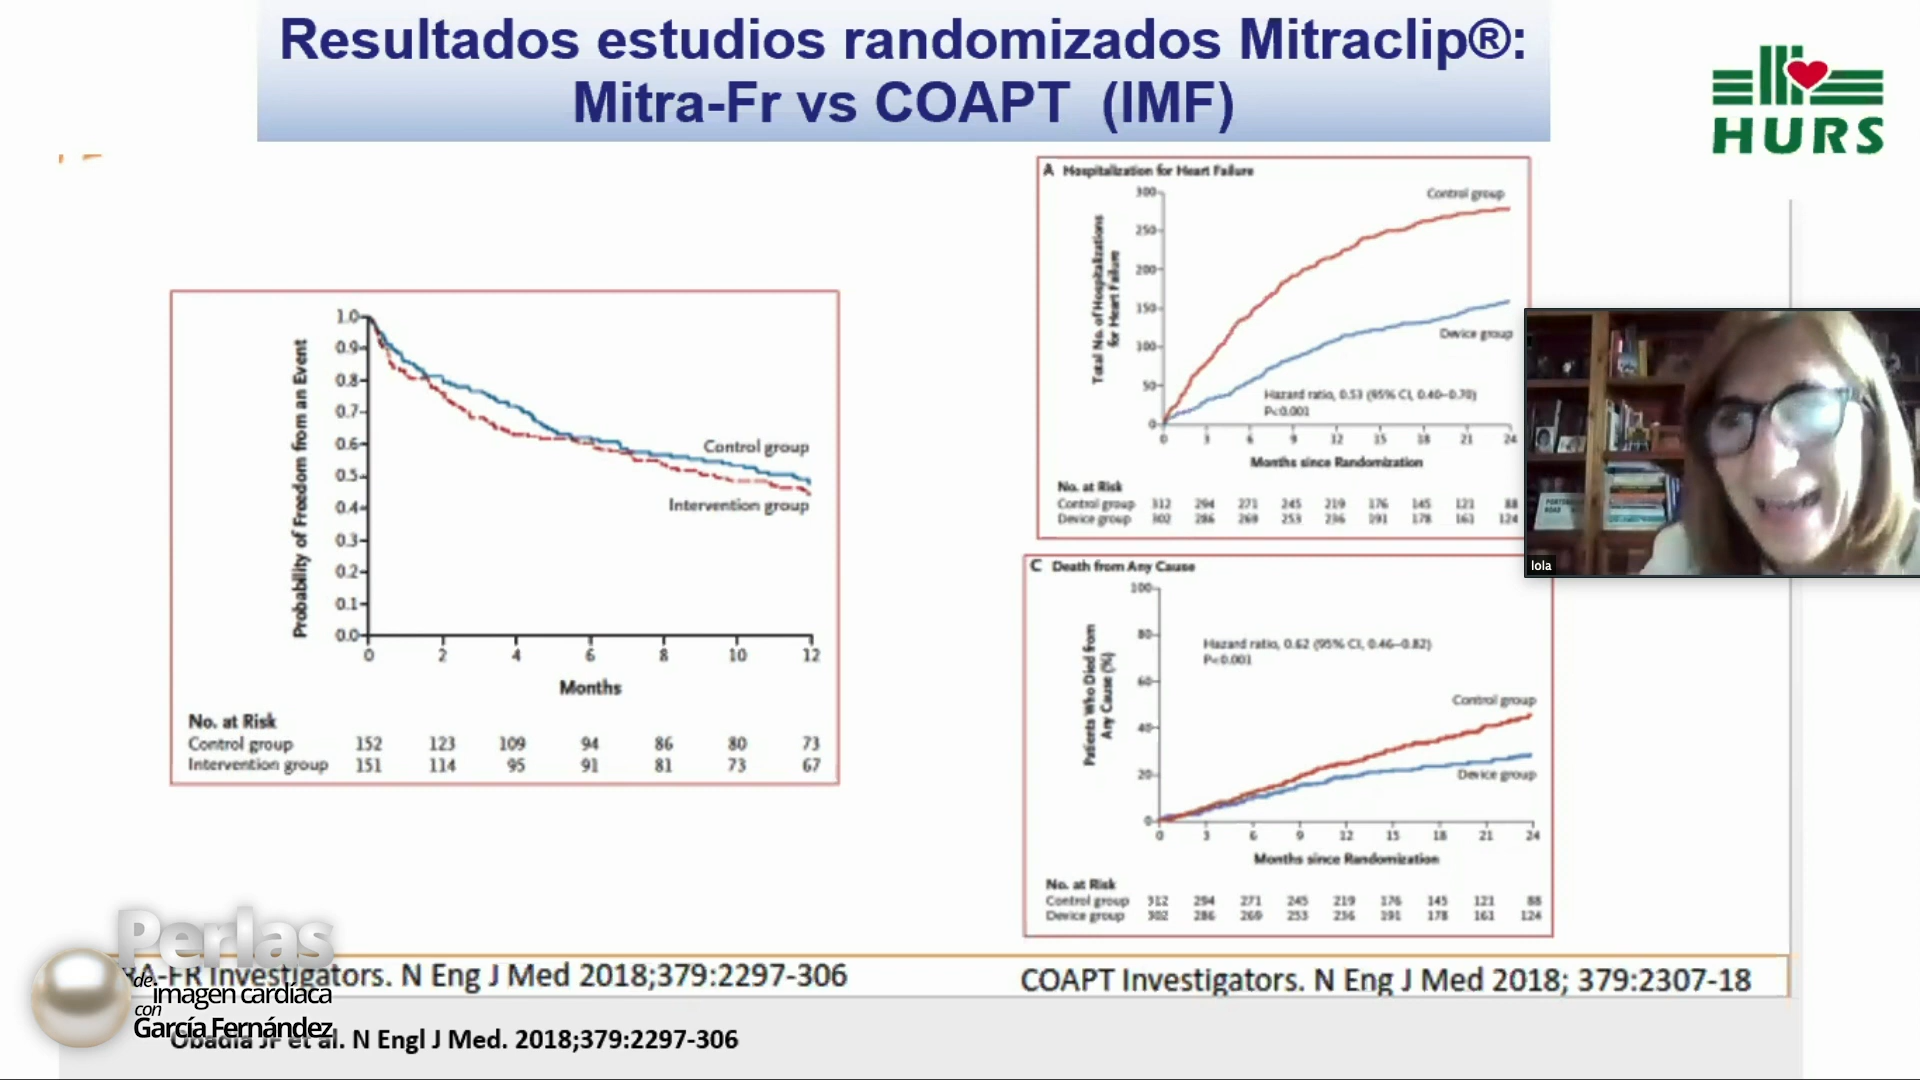 Resultados estudios randomizados Mitraclip®:
Mitra-Fr vs COAPT (IMF)
HURS
1.0
0.9
0.8
0.7
0.6
0.5
0.4
0.3
0.2
0.1
0.0
Probability of Freedom from an Event
Control group
Intervention group
0 2 4 6 8 10 12
Months
No. at Risk
Control group 152 123 109 94 86 80 73
Intervention group 151 114 95 91 81 73 67
A Hospitalization for Heart Failure
Total No. of Hospitalizations
for Heart Failure
300
250
200
150
100
50
0
Control group
Device group
Hazard ratio, 0.53 (95% CI, 0.40–0.70)
P<0.001
0 3 6 9 12 15 18 21 24
Months since Randomization
No. at Risk
Control group 312 294 271 245 219 176 145 121 88
Device group 302 286 269 253 236 191 178 161 124
lola
C Death from Any Cause
Patients Who Died from
Any Cause (%)
100
80
60
40
20
0
Hazard ratio, 0.62 (95% CI, 0.46–0.82)
P<0.001
Control group
Device group
0 3 6 9 12 15 18 21 24
Months since Randomization
No. at Risk
Control group 312 294 271 245 219 176 145 121 88
Device group 302 286 269 253 236 191 178 161 124
Perlas
de
imagen cardíaca
con
García Fernández
RA-FR Investigators. N Eng J Med 2018;379:2297-306
COAPT Investigators. N Eng J Med 2018; 379:2307-18
Obadia JF et al. N Engl J Med. 2018;379:2297-306